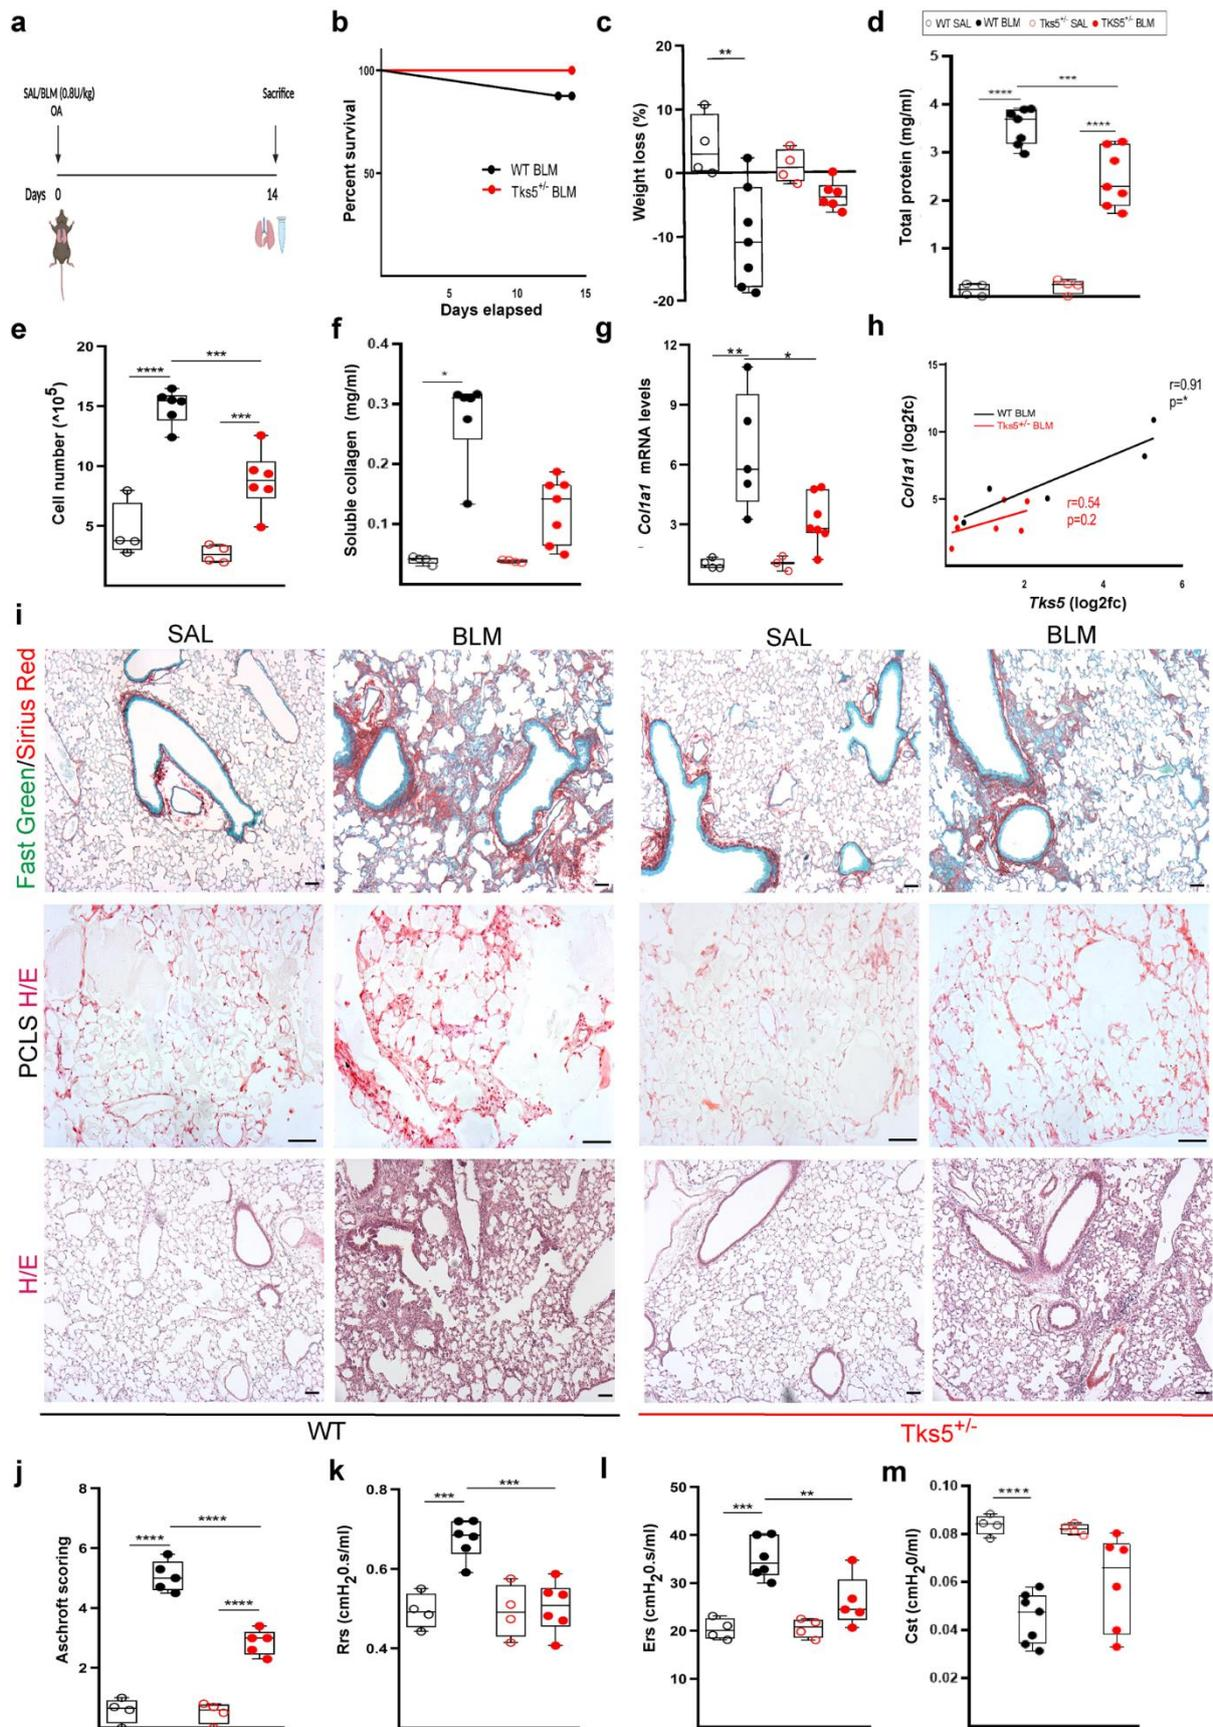 a
SAL/BLM (0.8U/kg)
OA
Sacrifice
Days 0 14
b
Percent survival
100
50
WT BLM
Tks5+/- BLM
5 10 15
Days elapsed
c
Weight loss (%)
20
10
0
-10
-20
**
d
WT SAL WT BLM Tks5+/- SAL TKS5+/- BLM
Total protein (mg/ml)
5
4
3
2
1
****
***
****
e
Cell number (^10⁵)
20
15
10
5
****
***
***
f
Soluble collagen (mg/ml)
0.4
0.3
0.2
0.1
*
g
Col1a1 mRNA levels
12
9
6
3
**
*
h
Col1a1 (log2fc)
15
10
5
WT BLM
Tks5+/- BLM
r=0.91
p=*
r=0.54
p=0.2
2 4 6
Tks5 (log2fc)
i
SAL BLM SAL BLM
Fast Green/Sirius Red
PCLS H/E
H/E
WT
Tks5+/-
j
Aschroft scoring
8
6
4
2
****
****
****
k
Rrs (cmH₂0.s/ml)
0.8
0.6
0.4
***
***
l
Ers (cmH₂0.s/ml)
50
40
30
20
10
***
**
m
Cst (cmH₂0/ml)
0.10
0.08
0.06
0.04
0.02
****